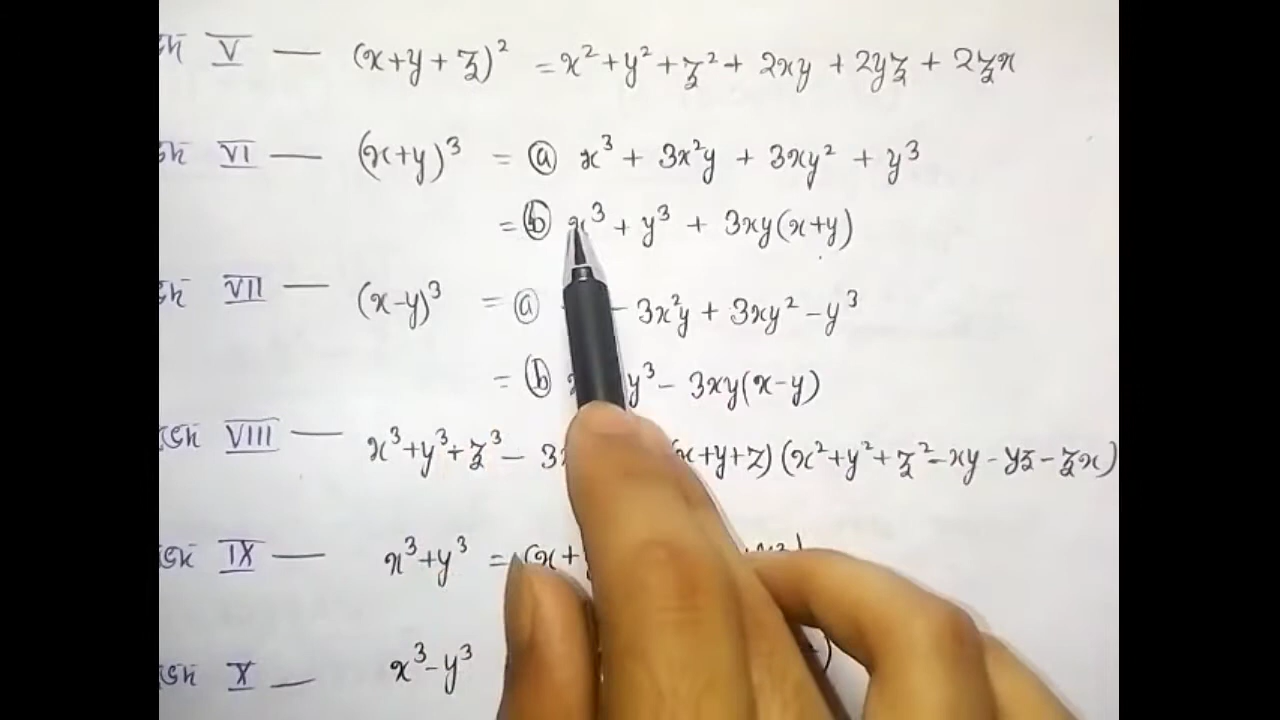 V — (x+y+z)² = x²+y²+z²+ 2xy + 2yz + 2zx
VI — (x+y)³ = ⓐ x³ + 3x²y + 3xy² + y³
= ⓑ x³ + y³ + 3xy(x+y)
VII — (x-y)³ = ⓐ - 3x²y + 3xy² - y³
= ⓑ y³ - 3xy(x-y)
VIII — x³+y³+z³ - 3x x+y+z) (x²+y²+z²-xy-yz-zx)
IX — x³+y³ = (x+
X — x³-y³